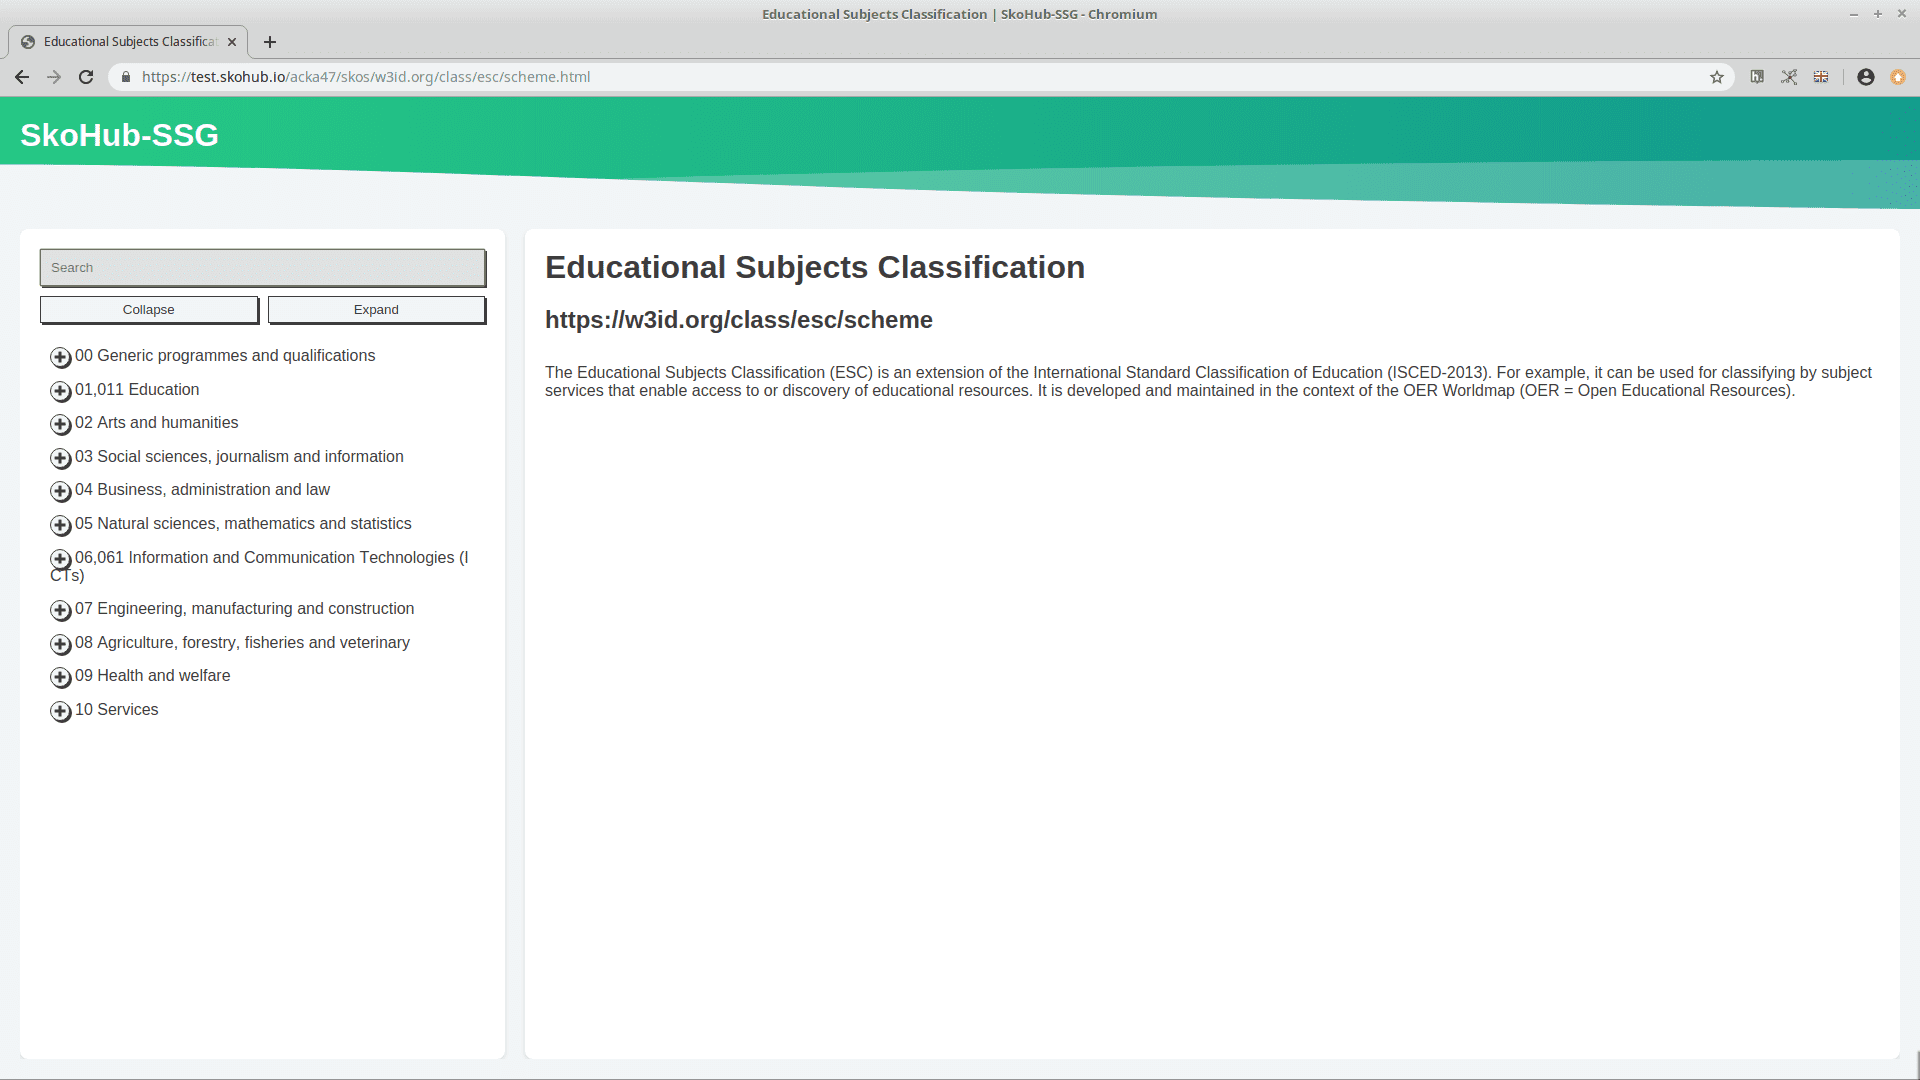 Educational Subjects Classification | SkoHub-SSG - Chromium
Educational Subjects Classificat
https://test.skohub.io/acka47/skos/w3id.org/class/esc/scheme.html
SkoHub-SSG
Search
Collapse Expand
00 Generic programmes and qualifications
01,011 Education
02 Arts and humanities
03 Social sciences, journalism and information
04 Business, administration and law
05 Natural sciences, mathematics and statistics
06,061 Information and Communication Technologies (I
CTs)
07 Engineering, manufacturing and construction
08 Agriculture, forestry, fisheries and veterinary
09 Health and welfare
10 Services
Educational Subjects Classification
https://w3id.org/class/esc/scheme
The Educational Subjects Classification (ESC) is an extension of the International Standard Classification of Education (ISCED-2013). For example, it can be used for classifying by subject
services that enable access to or discovery of educational resources. It is developed and maintained in the context of the OER Worldmap (OER = Open Educational Resources).